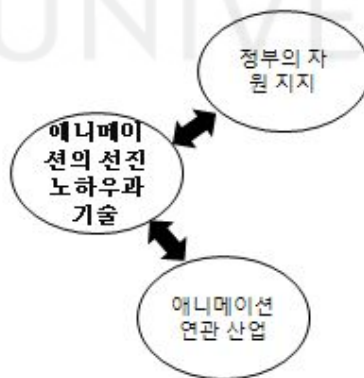 UNIVE
정부의 자
원 지지
애니메이
션의 선진
노하우과
기술
애니메이션
연관 산업